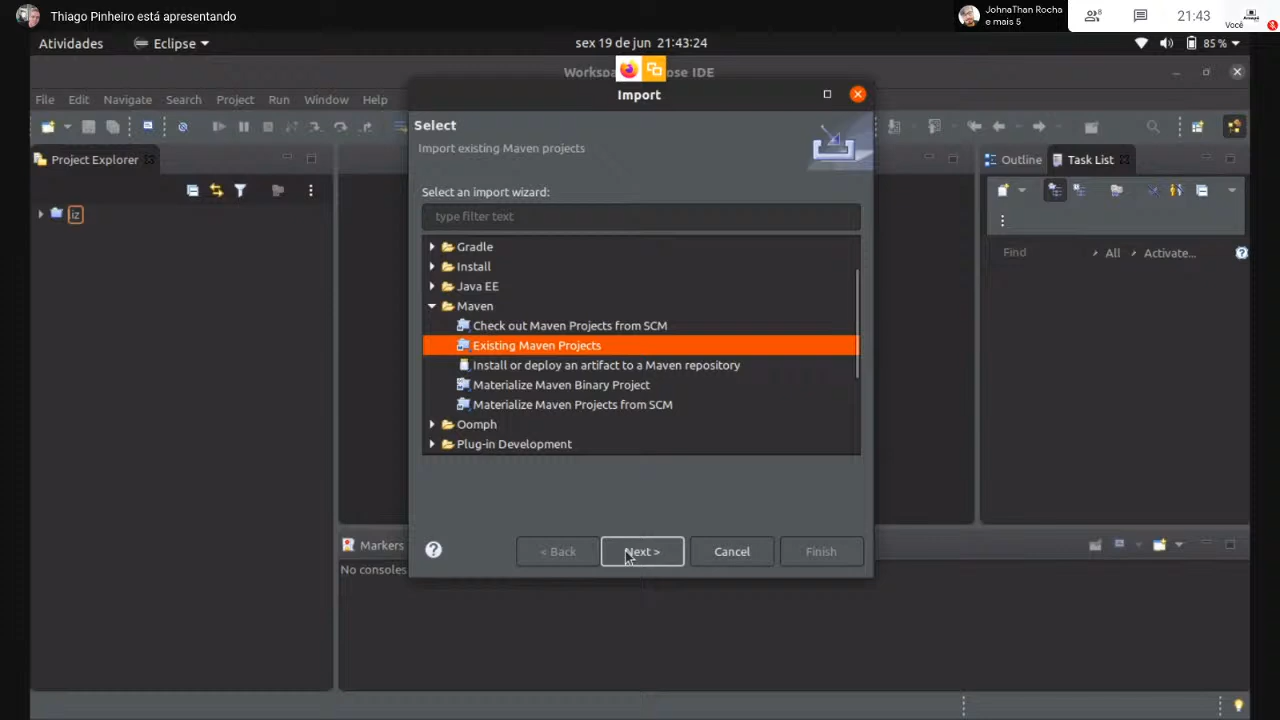 Thiago Pinheiro está apresentando
JohnaThan Rocha
e mais 5
8
21:43
Você
Atividades
Eclipse
sex 19 de jun 21:43:24
85 %
Import
File Edit Navigate Search Project Run Window Help
Select
Import existing Maven projects
Project Explorer
Outline
Task List
Select an import wizard:
type filter text
iz
Gradle
Install
Java EE
Maven
Check out Maven Projects from SCM
Existing Maven Projects
Install or deploy an artifact to a Maven repository
Materialize Maven Binary Project
Materialize Maven Projects from SCM
Oomph
Plug-in Development
Find
All
Activate...
Markers
No consoles
< Back
Next >
Cancel
Finish